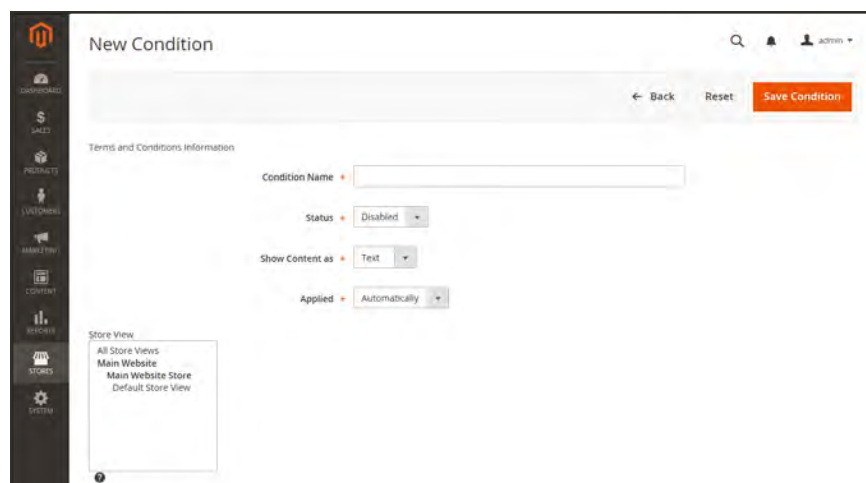 New Condition
admin
DASHBOARD
SALES
PRODUCTS
CUSTOMERS
MARKETING
CONTENT
REPORTS
STORES
SYSTEM
← Back Reset Save Condition
Terms and Conditions Information
Condition Name *
Status * Disabled
Show Content as * Text
Applied * Automatically
Store View
All Store Views
Main Website
Main Website Store
Default Store View